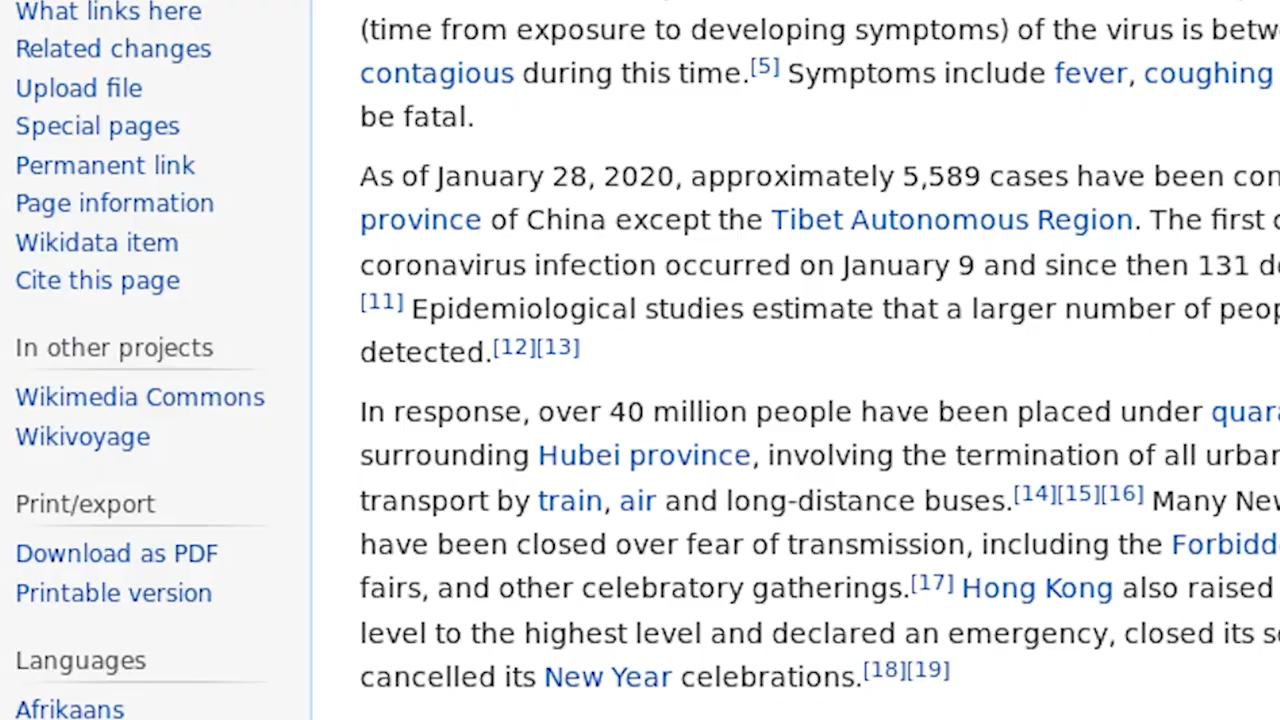 What links here
Related changes
Upload file
Special pages
Permanent link
Page information
Wikidata item
Cite this page
In other projects
Wikimedia Commons
Wikivoyage
Print/export
Download as PDF
Printable version
Languages
Afrikaans
(time from exposure to developing symptoms) of the virus is
contagious during this time.[5] Symptoms include fever, coughing
be fatal.
As of January 28, 2020, approximately 5,589 cases have been
province of China except the Tibet Autonomous Region. The first
coronavirus infection occurred on January 9 and since then 131
[11] Epidemiological studies estimate that a larger number of
detected.[12][13]
In response, over 40 million people have been placed under
surrounding Hubei province, involving the termination of all
transport by train, air and long-distance buses.[14][15][16] Many
have been closed over fear of transmission, including the
fairs, and other celebratory gatherings.[17] Hong Kong also raised
level to the highest level and declared an emergency, closed its
cancelled its New Year celebrations.[18][19]